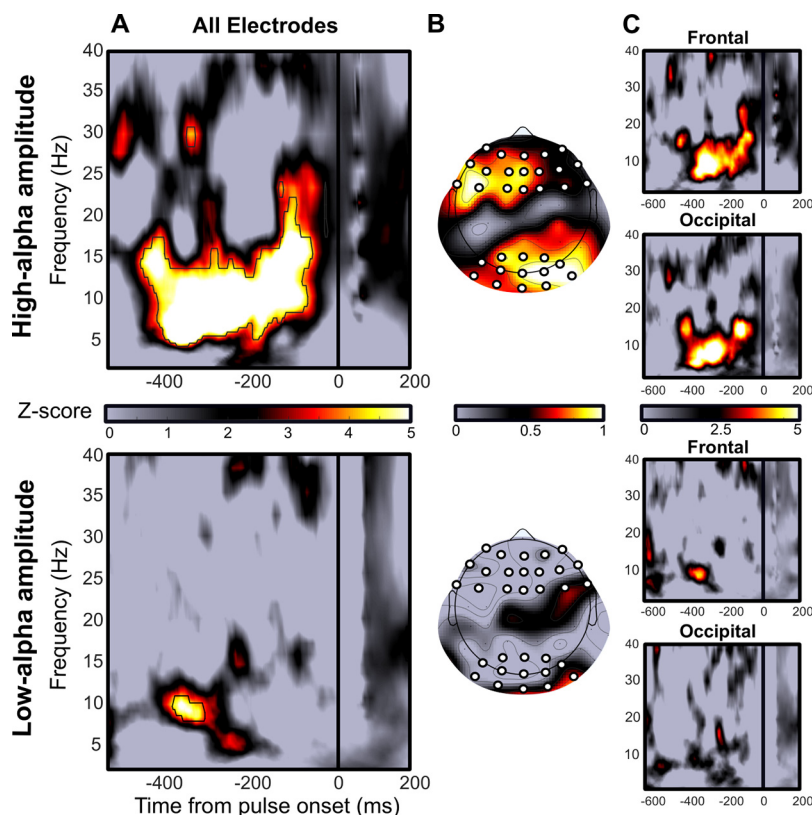 A All Electrodes
B
C
Frontal
High-alpha amplitude
Frequency (Hz)
40
35
30
25
20
15
10
5
-400 -200 0 200
40
30
20
10
-600 -400 -200 0 200
Occipital
40
30
20
10
-600 -400 -200 0 200
Z-score
0 1 2 3 4 5
0 0.5 1
0 2.5 5
Low-alpha amplitude
Frequency (Hz)
40
35
30
25
20
15
10
5
-400 -200 0 200
Time from pulse onset (ms)
Frontal
40
30
20
10
-600 -400 -200 0 200
Occipital
40
30
20
10
-600 -400 -200 0 200